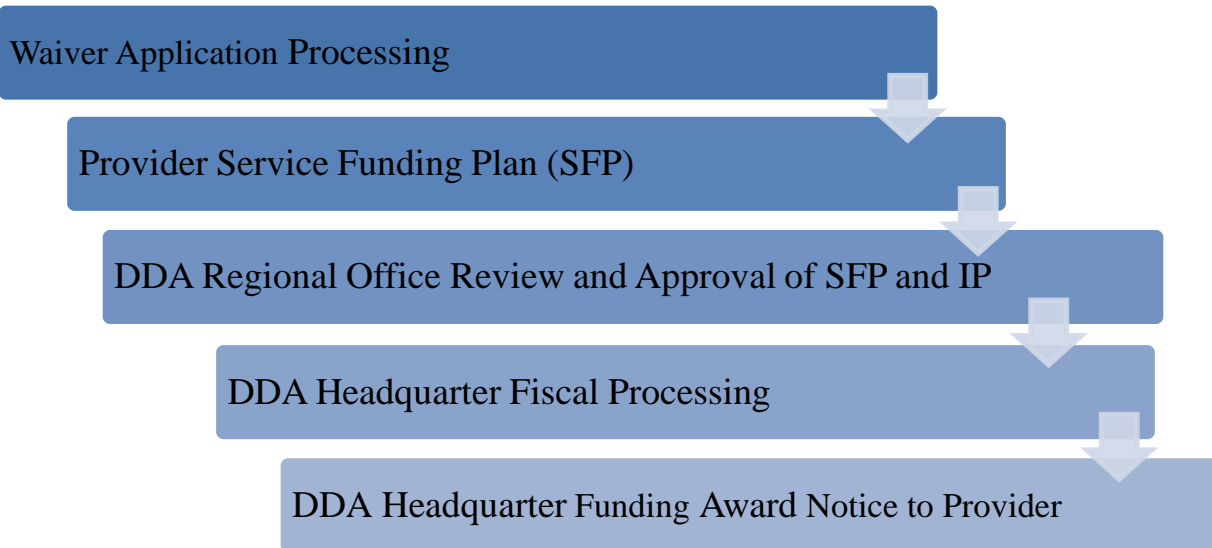 Waiver Application Processing
Provider Service Funding Plan (SFP)
DDA Regional Office Review and Approval of SFP and IP
DDA Headquarter Fiscal Processing
DDA Headquarter Funding Award Notice to Provider